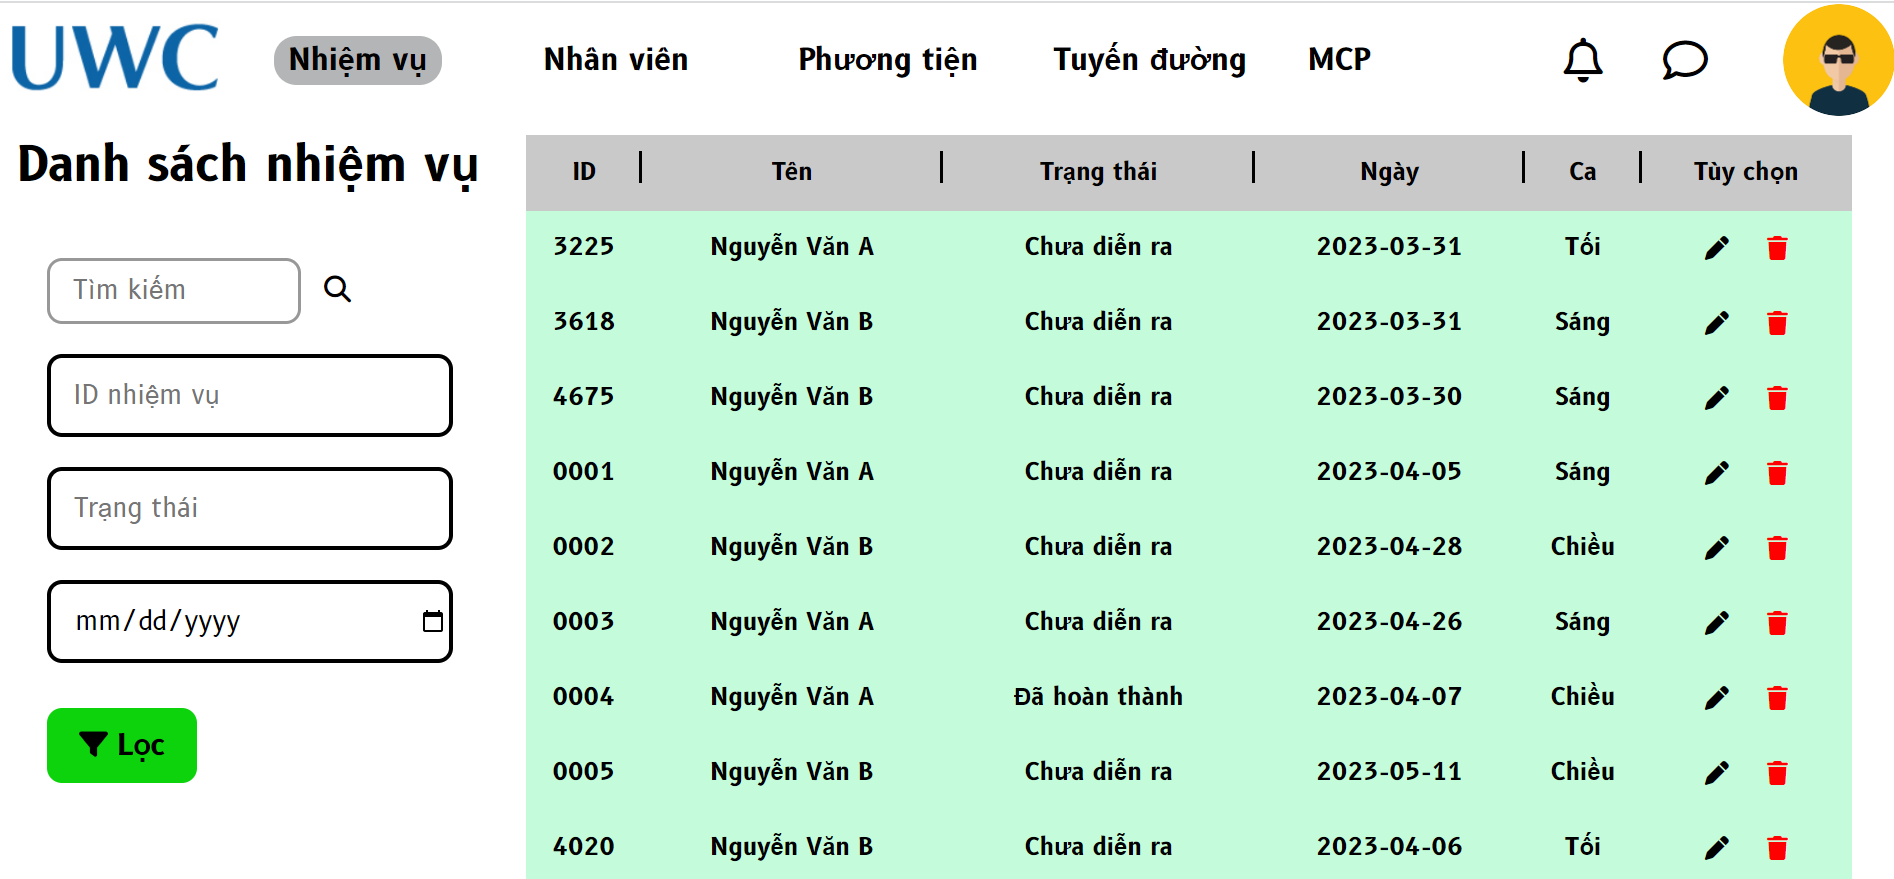 UWC Nhiệm vụ Nhân viên Phương tiện Tuyến đường MCP
Danh sách nhiệm vụ
Tìm kiếm
ID nhiệm vụ
Trạng thái
mm/dd/yyyy
Lọc
ID Tên Trạng thái Ngày Ca Tùy chọn
3225 Nguyễn Văn A Chưa diễn ra 2023-03-31 Tối
3618 Nguyễn Văn B Chưa diễn ra 2023-03-31 Sáng
4675 Nguyễn Văn B Chưa diễn ra 2023-03-30 Sáng
0001 Nguyễn Văn A Chưa diễn ra 2023-04-05 Sáng
0002 Nguyễn Văn B Chưa diễn ra 2023-04-28 Chiều
0003 Nguyễn Văn A Chưa diễn ra 2023-04-26 Sáng
0004 Nguyễn Văn A Đã hoàn thành 2023-04-07 Chiều
0005 Nguyễn Văn B Chưa diễn ra 2023-05-11 Chiều
4020 Nguyễn Văn B Chưa diễn ra 2023-04-06 Tối